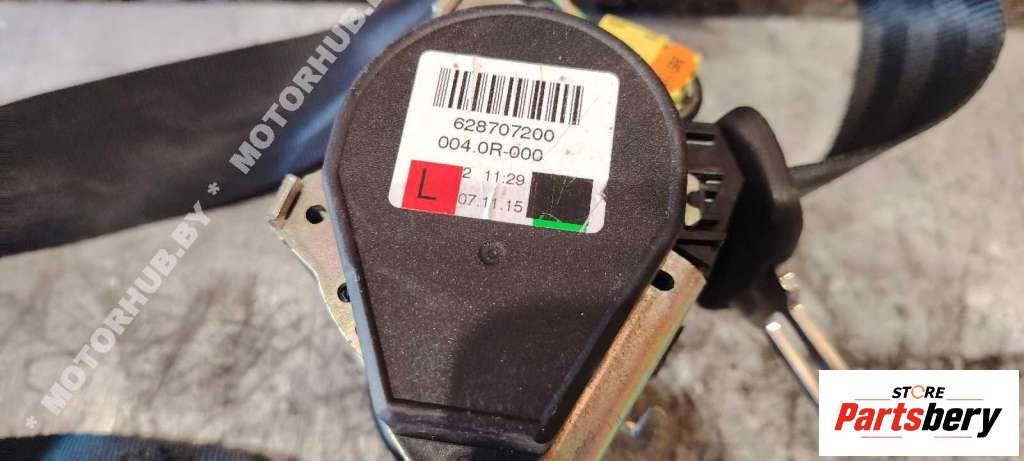 628707200
004.0R-000
L 2 11:29
07.11.15
* MOTORHUB.BY * MOTORHUB.BY
STORE
Partsbery